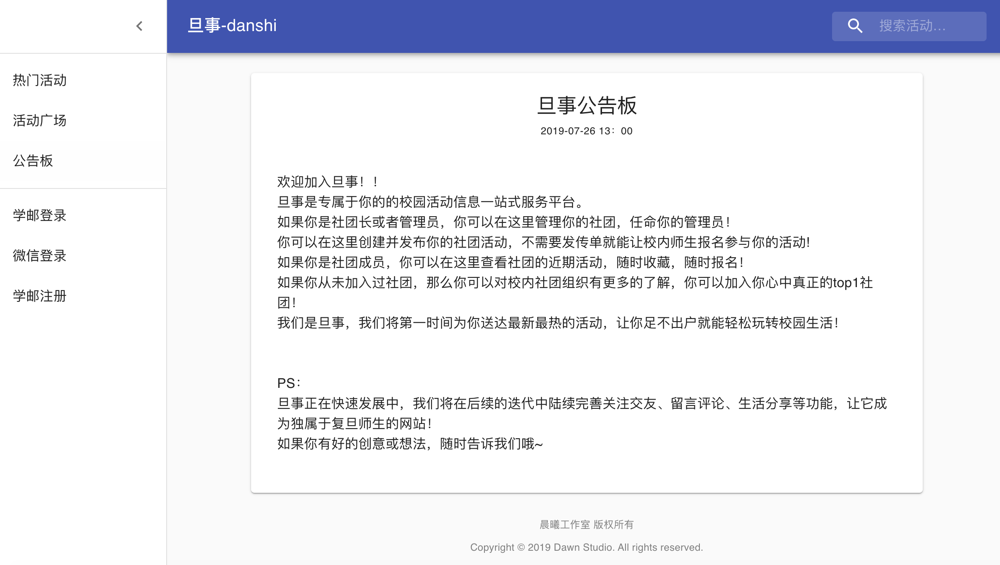 旦事-danshi
搜索活动...
热门活动
活动广场
公告板
学邮登录
微信登录
学邮注册
旦事公告板
2019-07-26 13：00
欢迎加入旦事！！
旦事是专属于你的的校园活动信息一站式服务平台。
如果你是社团长或者管理员，你可以在这里管理你的社团，任命你的管理员！
你可以在这里创建并发布你的社团活动，不需要发传单就能让校内师生报名参与你的活动!
如果你是社团成员，你可以在这里查看社团的近期活动，随时收藏，随时报名！
如果你从未加入过社团，那么你可以对校内社团组织有更多的了解，你可以加入你心中真正的top1社
团！
我们是旦事，我们将第一时间为你送达最新最热的活动，让你足不出户就能轻松玩转校园生活！
PS：
旦事正在快速发展中，我们将在后续的迭代中陆续完善关注交友、留言评论、生活分享等功能，让它成
为独属于复旦师生的网站！
如果你有好的创意或想法，随时告诉我们哦~
晨曦工作室 版权所有
Copyright © 2019 Dawn Studio. All rights reserved.